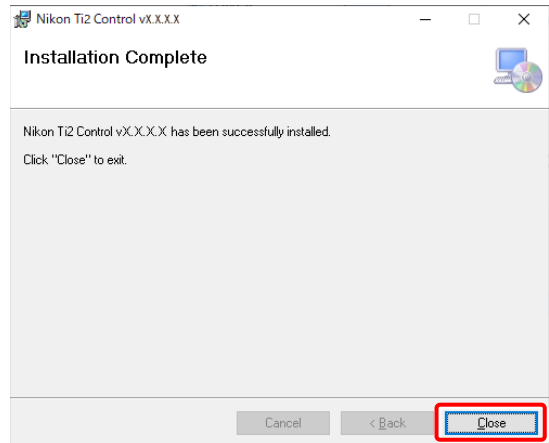 Nikon Ti2 Control vX.X.X.X
Installation Complete
Nikon Ti2 Control vX.X.X.X has been successfully installed.
Click "Close" to exit.
Cancel
< Back
Close